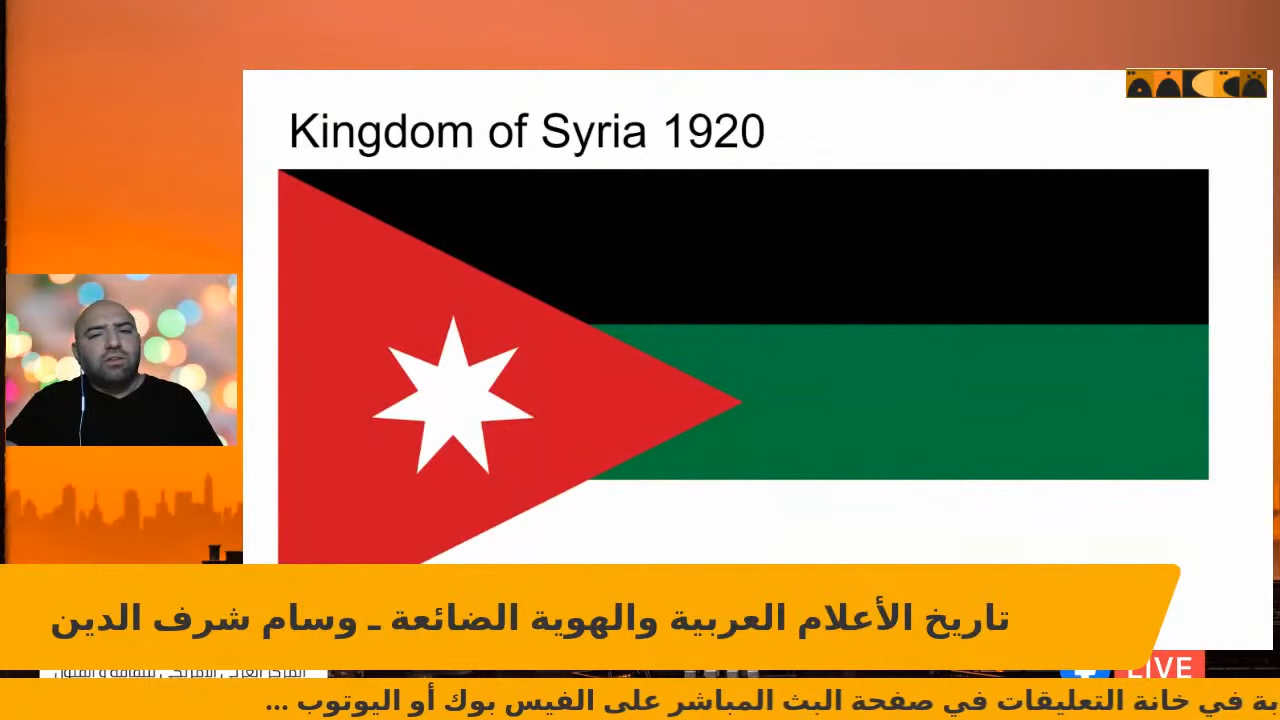 Kingdom of Syria 1920
تاريخ الأعلام العربية والهوية الضائعة ـ وسام شرف الدين
LIVE
في خانة التعليقات في صفحة البث المباشر على الفيس بوك أو اليوتوب ...